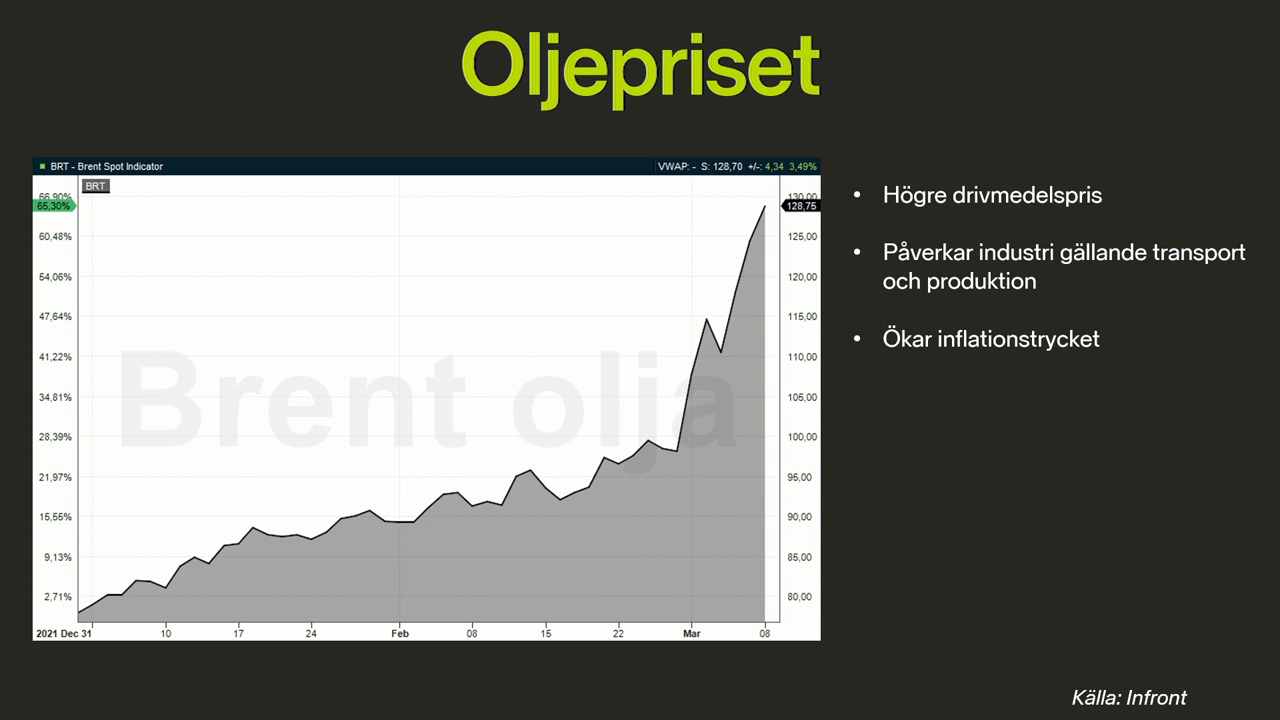 Oljepriset
BRT - Brent Spot Indicator
VWAP: - S: 128,70 +/-: 4,34 3,49%
BRT
66,90%
65,30%
60,48%
54,06%
47,64%
41,22%
34,81%
28,39%
21,97%
15,55%
9,13%
2,71%
Brent olja
130,00
128,75
125,00
120,00
115,00
110,00
105,00
100,00
95,00
90,00
85,00
80,00
2021 Dec 31 10 17 24 Feb 08 15 22 Mar 08
• Högre drivmedelspris
• Påverkar industri gällande transport
och produktion
• Ökar inflationstrycket
Källa: Infront